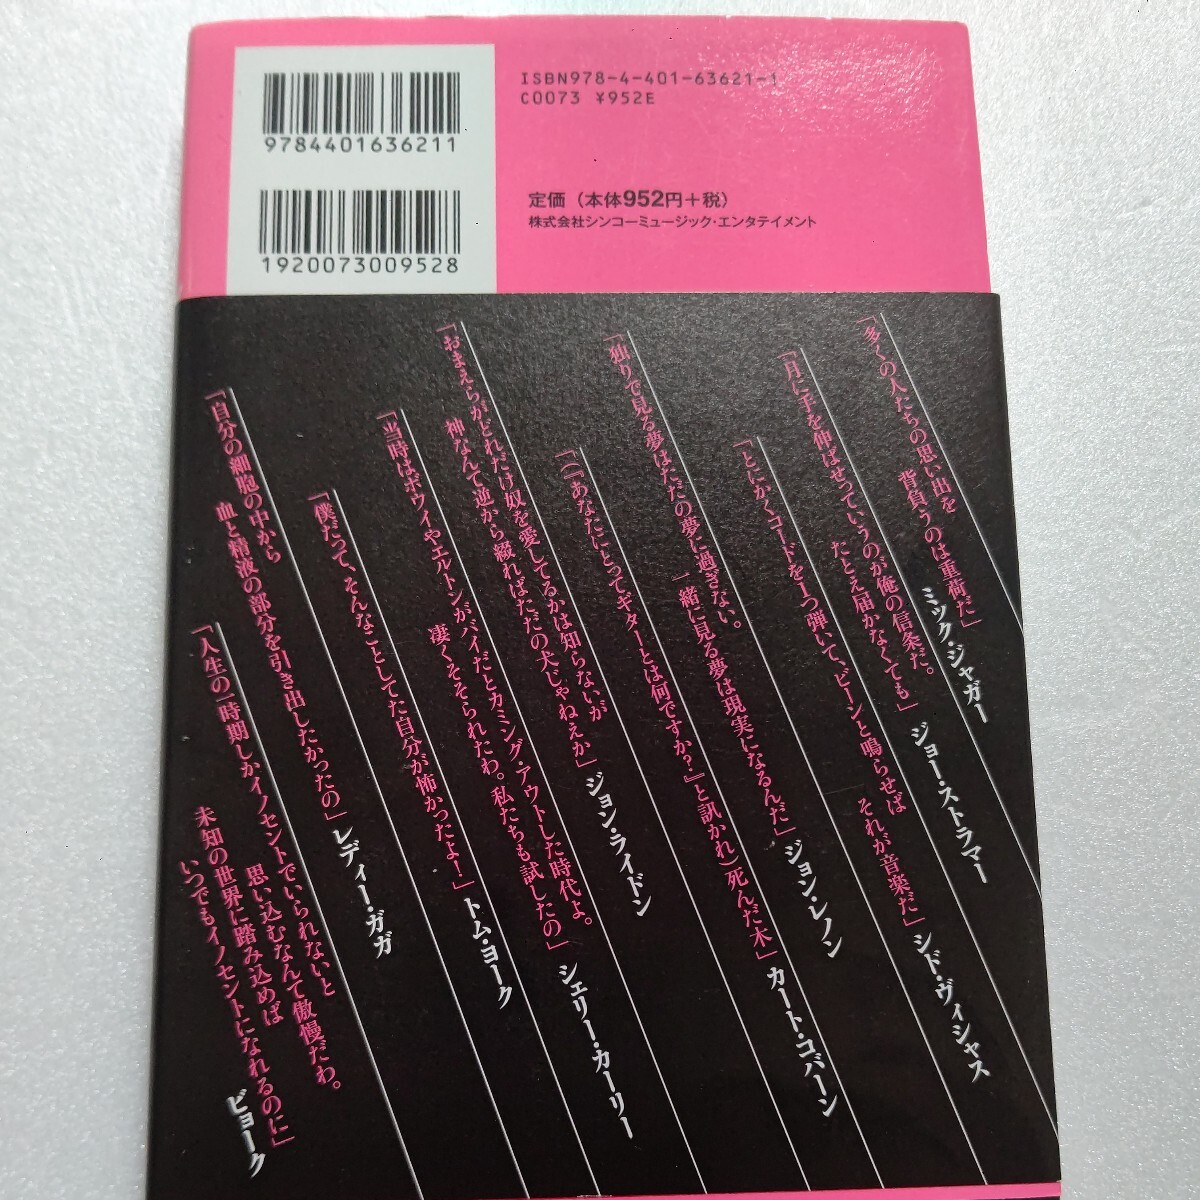 ISBN978-4-401-63621-1
C0073 ¥952E
9784401636211
1920073009528
定価（本体952円＋税）
株式会社シンコーミュージック・エンタテイメント
「多くの人たちの思い出を
背負うのは重荷だ」
ミック・ジャガー
「月に手を伸ばせっていうのが俺の信条だ。
たとえ届かなくても」
ジョー・ストラマー
「とにかくコードを1つ弾いて、ビーンと鳴らせば
それが音楽だ」
シド・ヴィシャス
「独りで見る夢はただの夢に過ぎない。
一緒に見る夢は現実になるんだ」
ジョン・レノン
「（『あなたにとってギターとは何ですか？』と訊かれ）死んだ木」
カート・コバーン
「おまえらがどれだけ奴を愛してるかは知らないが
神なんて逆から綴ればただの犬じゃねえか」
ジョン・ライドン
「当時はボウイやエルトンがバイだとカミング・アウトした時代よ。
凄くそそられたわ。私たちも試したの」
シェリー・カーリー
「僕だって、そんなことしてた自分が怖かったよ！」
トム・ヨーク
「自分の細胞の中から
血と精液の部分を引き出したかったの」
レディー・ガガ
「人生の一時期しかイノセントでいられないと
思い込むなんて傲慢だわ。
未知の世界に踏み込めば
いつでもイノセントになれるのに」
ビョーク